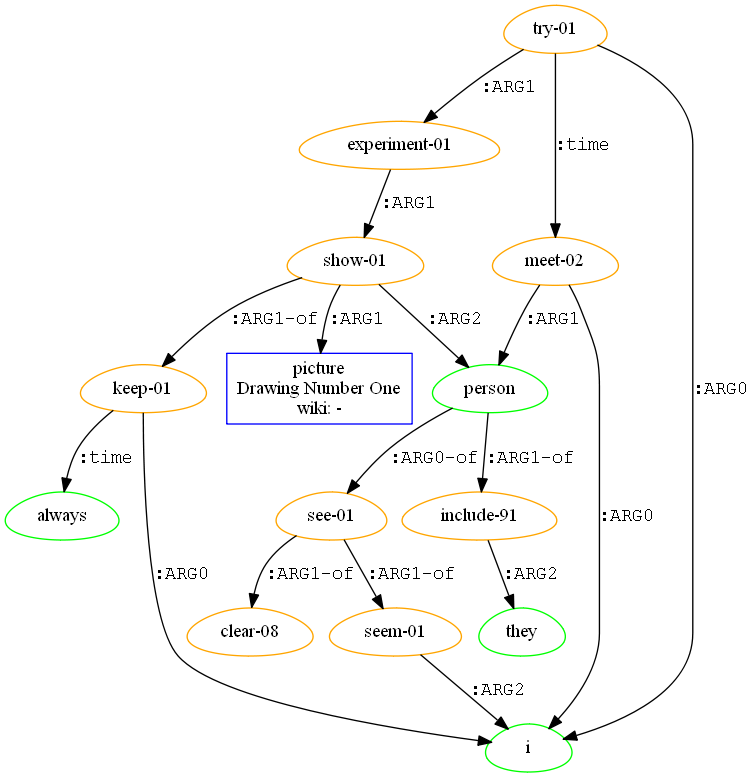 try-01
:ARG1
experiment-01
:time
:ARG1
show-01
meet-02
:ARG1-of
:ARG1
:ARG2
:ARG1
:ARG0
keep-01
picture
Drawing Number One
wiki: -
person
:time
:ARG0-of
:ARG1-of
always
see-01
include-91
:ARG0
:ARG0
:ARG1-of
:ARG1-of
:ARG2
clear-08
seem-01
they
:ARG2
i